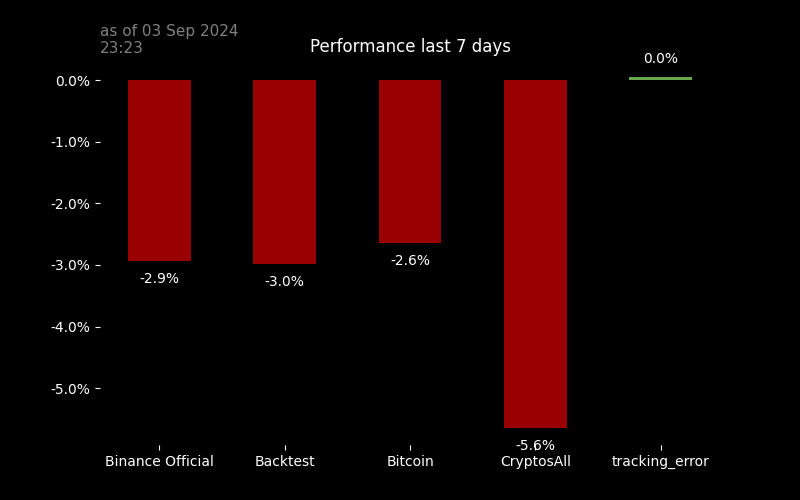 as of 03 Sep 2024
23:23
Performance last 7 days
0.0%
0.0%
-1.0%
-2.0%
-3.0%
-4.0%
-5.0%
-2.9%
-3.0%
-2.6%
-5.6%
Binance Official
Backtest
Bitcoin
CryptosAll
tracking_error